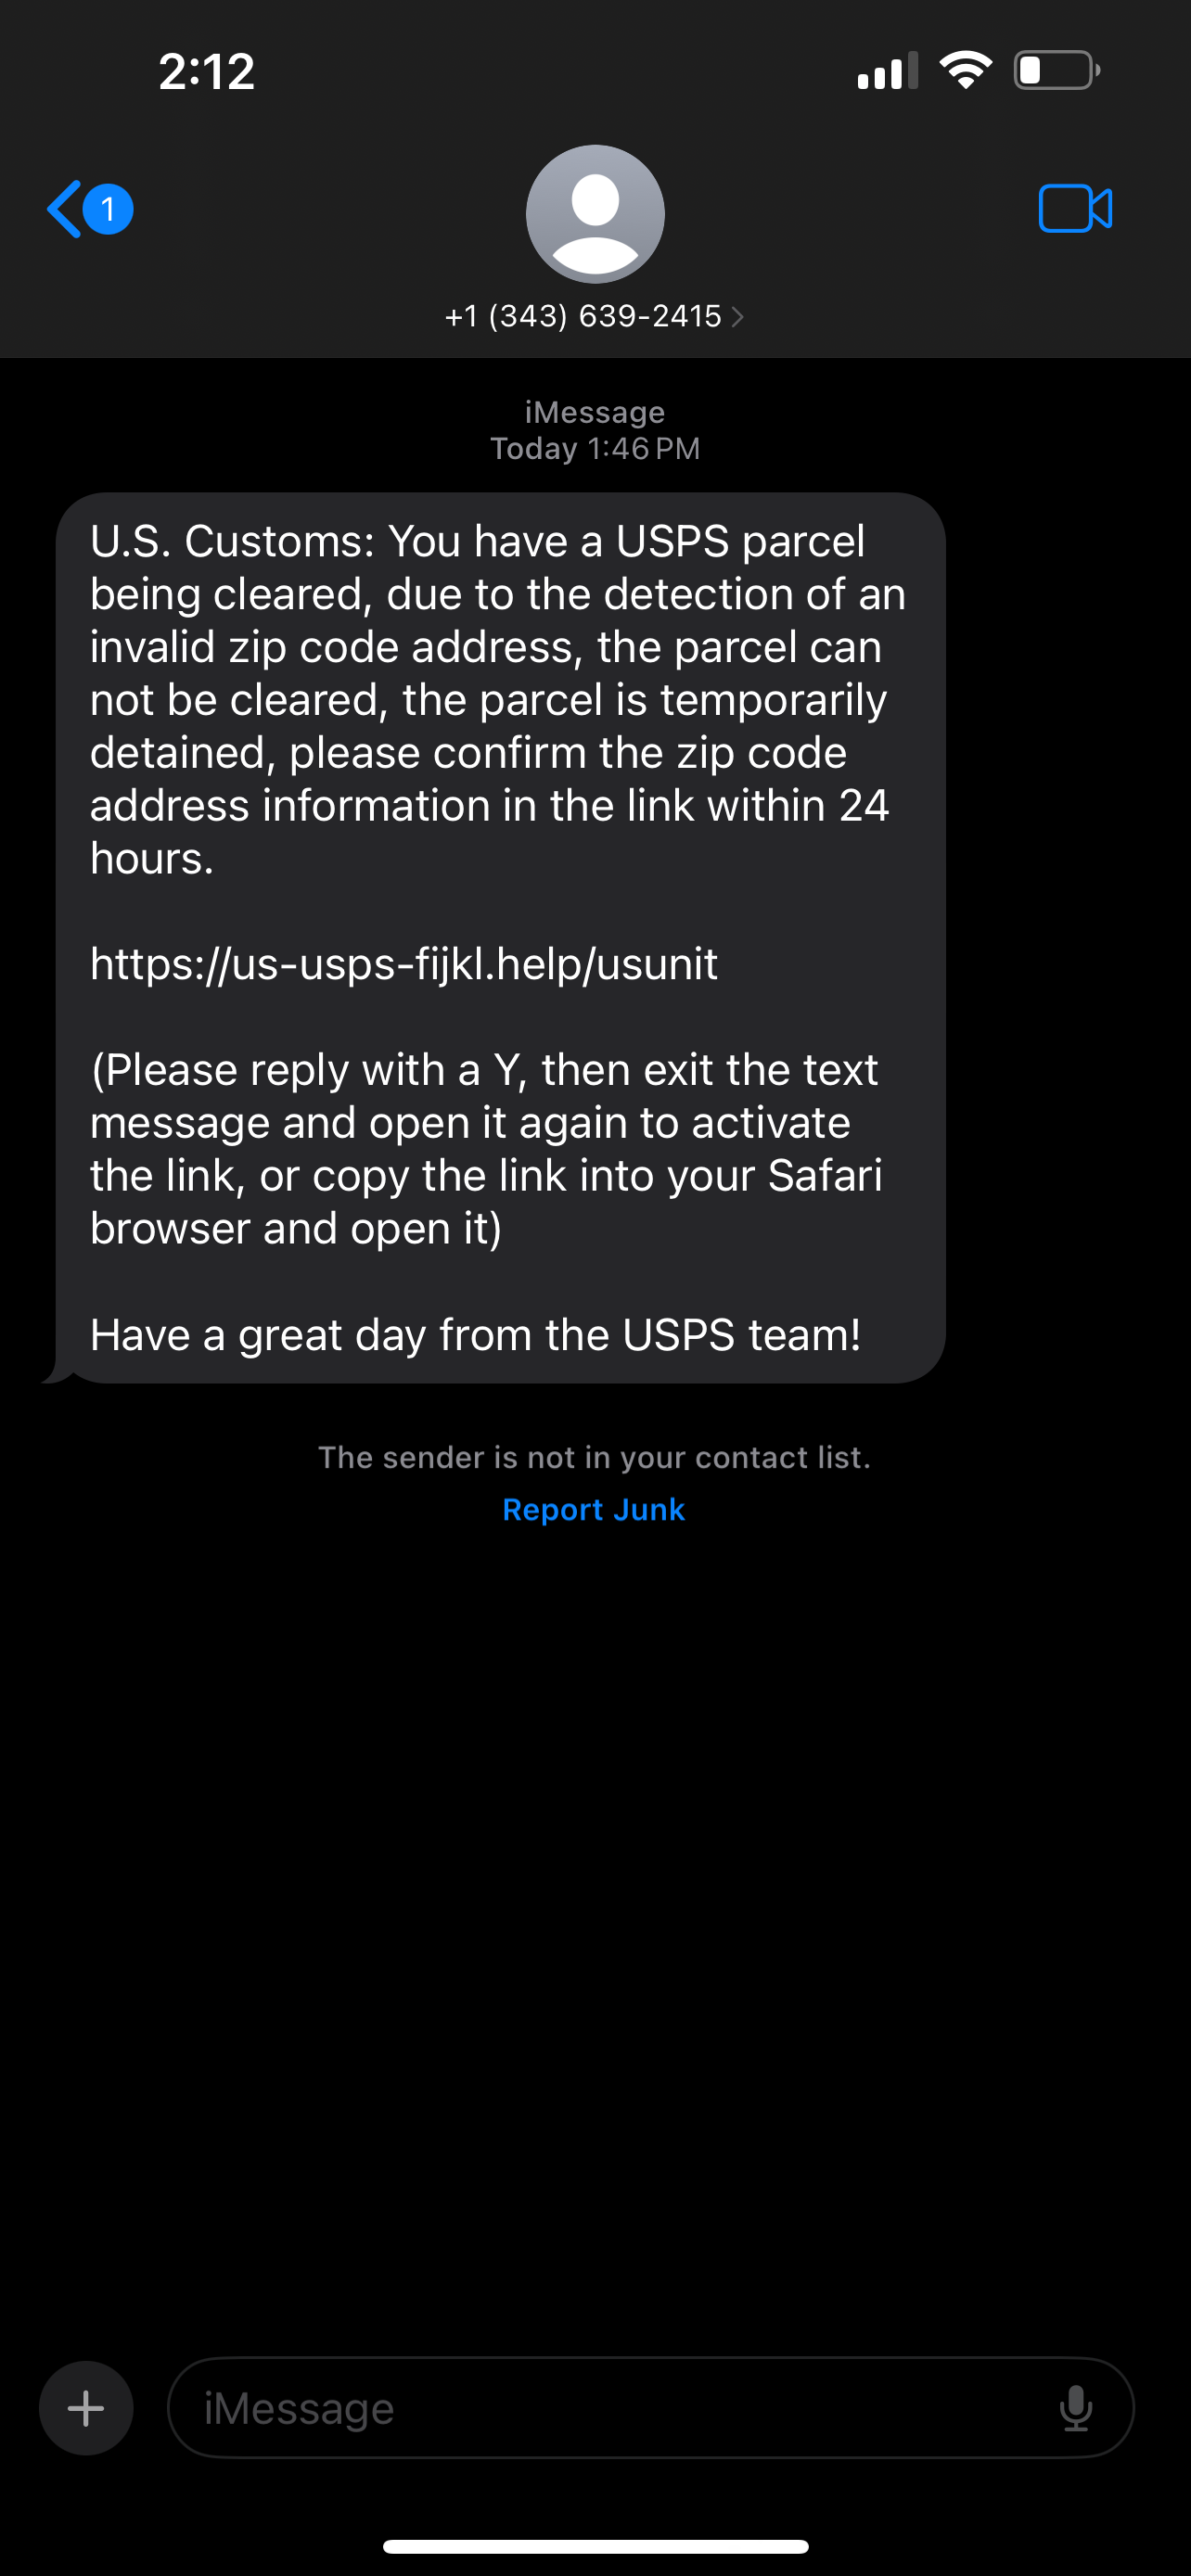 2:12
1
+1 (343) 639-2415
iMessage
Today 1:46 PM
U.S. Customs: You have a USPS parcel
being cleared, due to the detection of an
invalid zip code address, the parcel can
not be cleared, the parcel is temporarily
detained, please confirm the zip code
address information in the link within 24
hours.
https://us-usps-fijkl.help/usunit
(Please reply with a Y, then exit the text
message and open it again to activate
the link, or copy the link into your Safari
browser and open it)
Have a great day from the USPS team!
The sender is not in your contact list.
Report Junk
iMessage